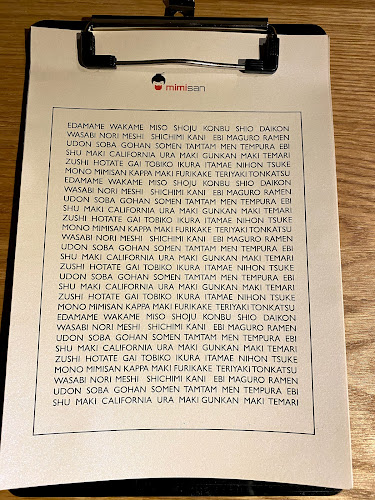 mimisan
EDAMAME WAKAME MISO SHOJU KONBU SHIO DAIKON
WASABI NORI MESHI SHICHIMI KANI EBI MAGURO RAMEN
UDON SOBA GOHAN SOMEN TAMTAM MEN TEMPURA EBI
SHU MAKI CALIFORNIA URA MAKI GUNKAN MAKI TEMARI
ZUSHI HOTATE GAI TOBIKO IKURA ITAMAE NIHON TSUKE
MONO MIMISAN KAPPA MAKI FURIKAKE TERIYAKI TONKATSU
EDAMAME WAKAME MISO SHOJU KONBU SHIO DAIKON
WASABI NORI MESHI SHICHIMI KANI EBI MAGURO RAMEN
UDON SOBA GOHAN SOMEN TAMTAM MEN TEMPURA EBI
SHU MAKI CALIFORNIA URA MAKI GUNKAN MAKI TEMARI
ZUSHI HOTATE GAI TOBIKO IKURA ITAMAE NIHON TSUKE
MONO MIMISAN KAPPA MAKI FURIKAKE TERIYAKI TONKATSU
WASABI NORI MESHI SHICHIMI KANI EBI MAGURO RAMEN
UDON SOBA GOHAN SOMEN TAMTAM MEN TEMPURA EBI
SHU MAKI CALIFORNIA URA MAKI GUNKAN MAKI TEMARI
ZUSHI HOTATE GAI TOBIKO IKURA ITAMAE NIHON TSUKE
UDON SOBA GOHAN SOMEN TAMTAM MEN TEMPURA EBI
SHU MAKI CALIFORNIA URA MAKI GUNKAN MAKI TEMARI
ZUSHI HOTATE GAI TOBIKO IKURA ITAMAE NIHON TSUKE
MONO MIMISAN KAPPA MAKI FURIKAKE TERIYAKI TONKATSU
EDAMAME WAKAME MISO SHOJU KONBU SHIO DAIKON
WASABI NORI MESHI SHICHIMI KANI EBI MAGURO RAMEN
UDON SOBA GOHAN SOMEN TAMTAM MEN TEMPURA EBI
SHU MAKI CALIFORNIA URA MAKI GUNKAN MAKI TEMARI
ZUSHI HOTATE GAI TOBIKO IKURA ITAMAE NIHON TSUKE
MONO MIMISAN KAPPA MAKI FURIKAKE TERIYAKI TONKATSU
WASABI NORI MESHI SHICHIMI KANI EBI MAGURO RAMEN
UDON SOBA GOHAN SOMEN TAMTAM MEN TEMPURA EBI
SHU MAKI CALIFORNIA URA MAKI GUNKAN MAKI TEMARI